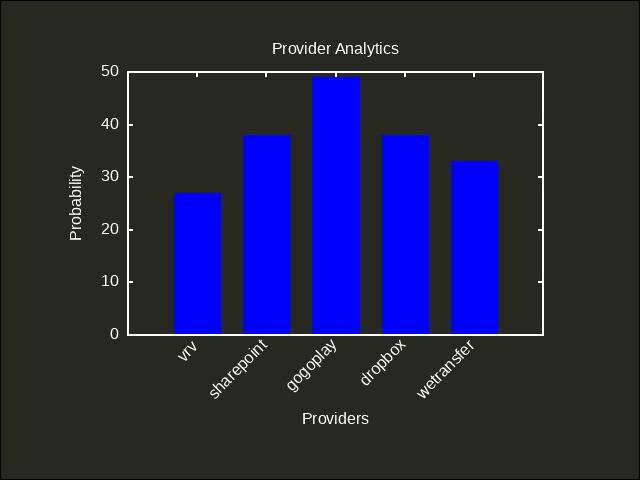 Provider Analytics
50
40
30
20
10
0
Probability
vrv
sharepoint
gogoplay
dropbox
wetransfer
Providers